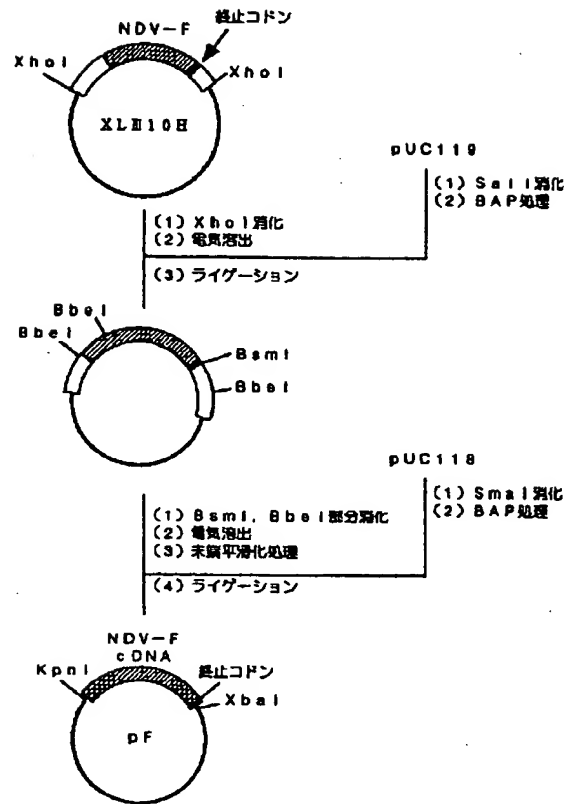 終止コドン
NDV-F
XhoI
XhoI
XLⅢ10H
pUC119
(1) SalI消化
(2) BAP処理
(1) XhoI消化
(2) 電気溶出
(3) ライゲーション
BbeI
BbeI
BsmI
BbeI
pUC118
(1) SmaI消化
(2) BAP処理
(1) BsmI, BbeI部分消化
(2) 電気溶出
(3) 末端平滑化処理
(4) ライゲーション
NDV-F
cDNA
KpnI
終止コドン
XbaI
pF